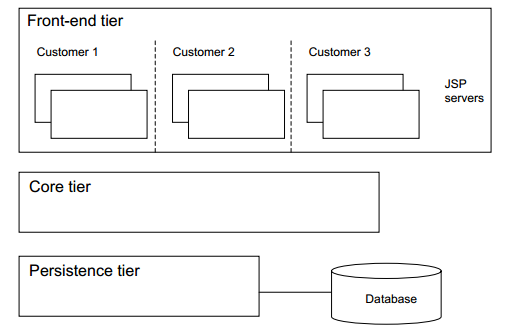 Front-end tier
Customer 1
Customer 2
Customer 3
JSP
servers
Core tier
Persistence tier
Database